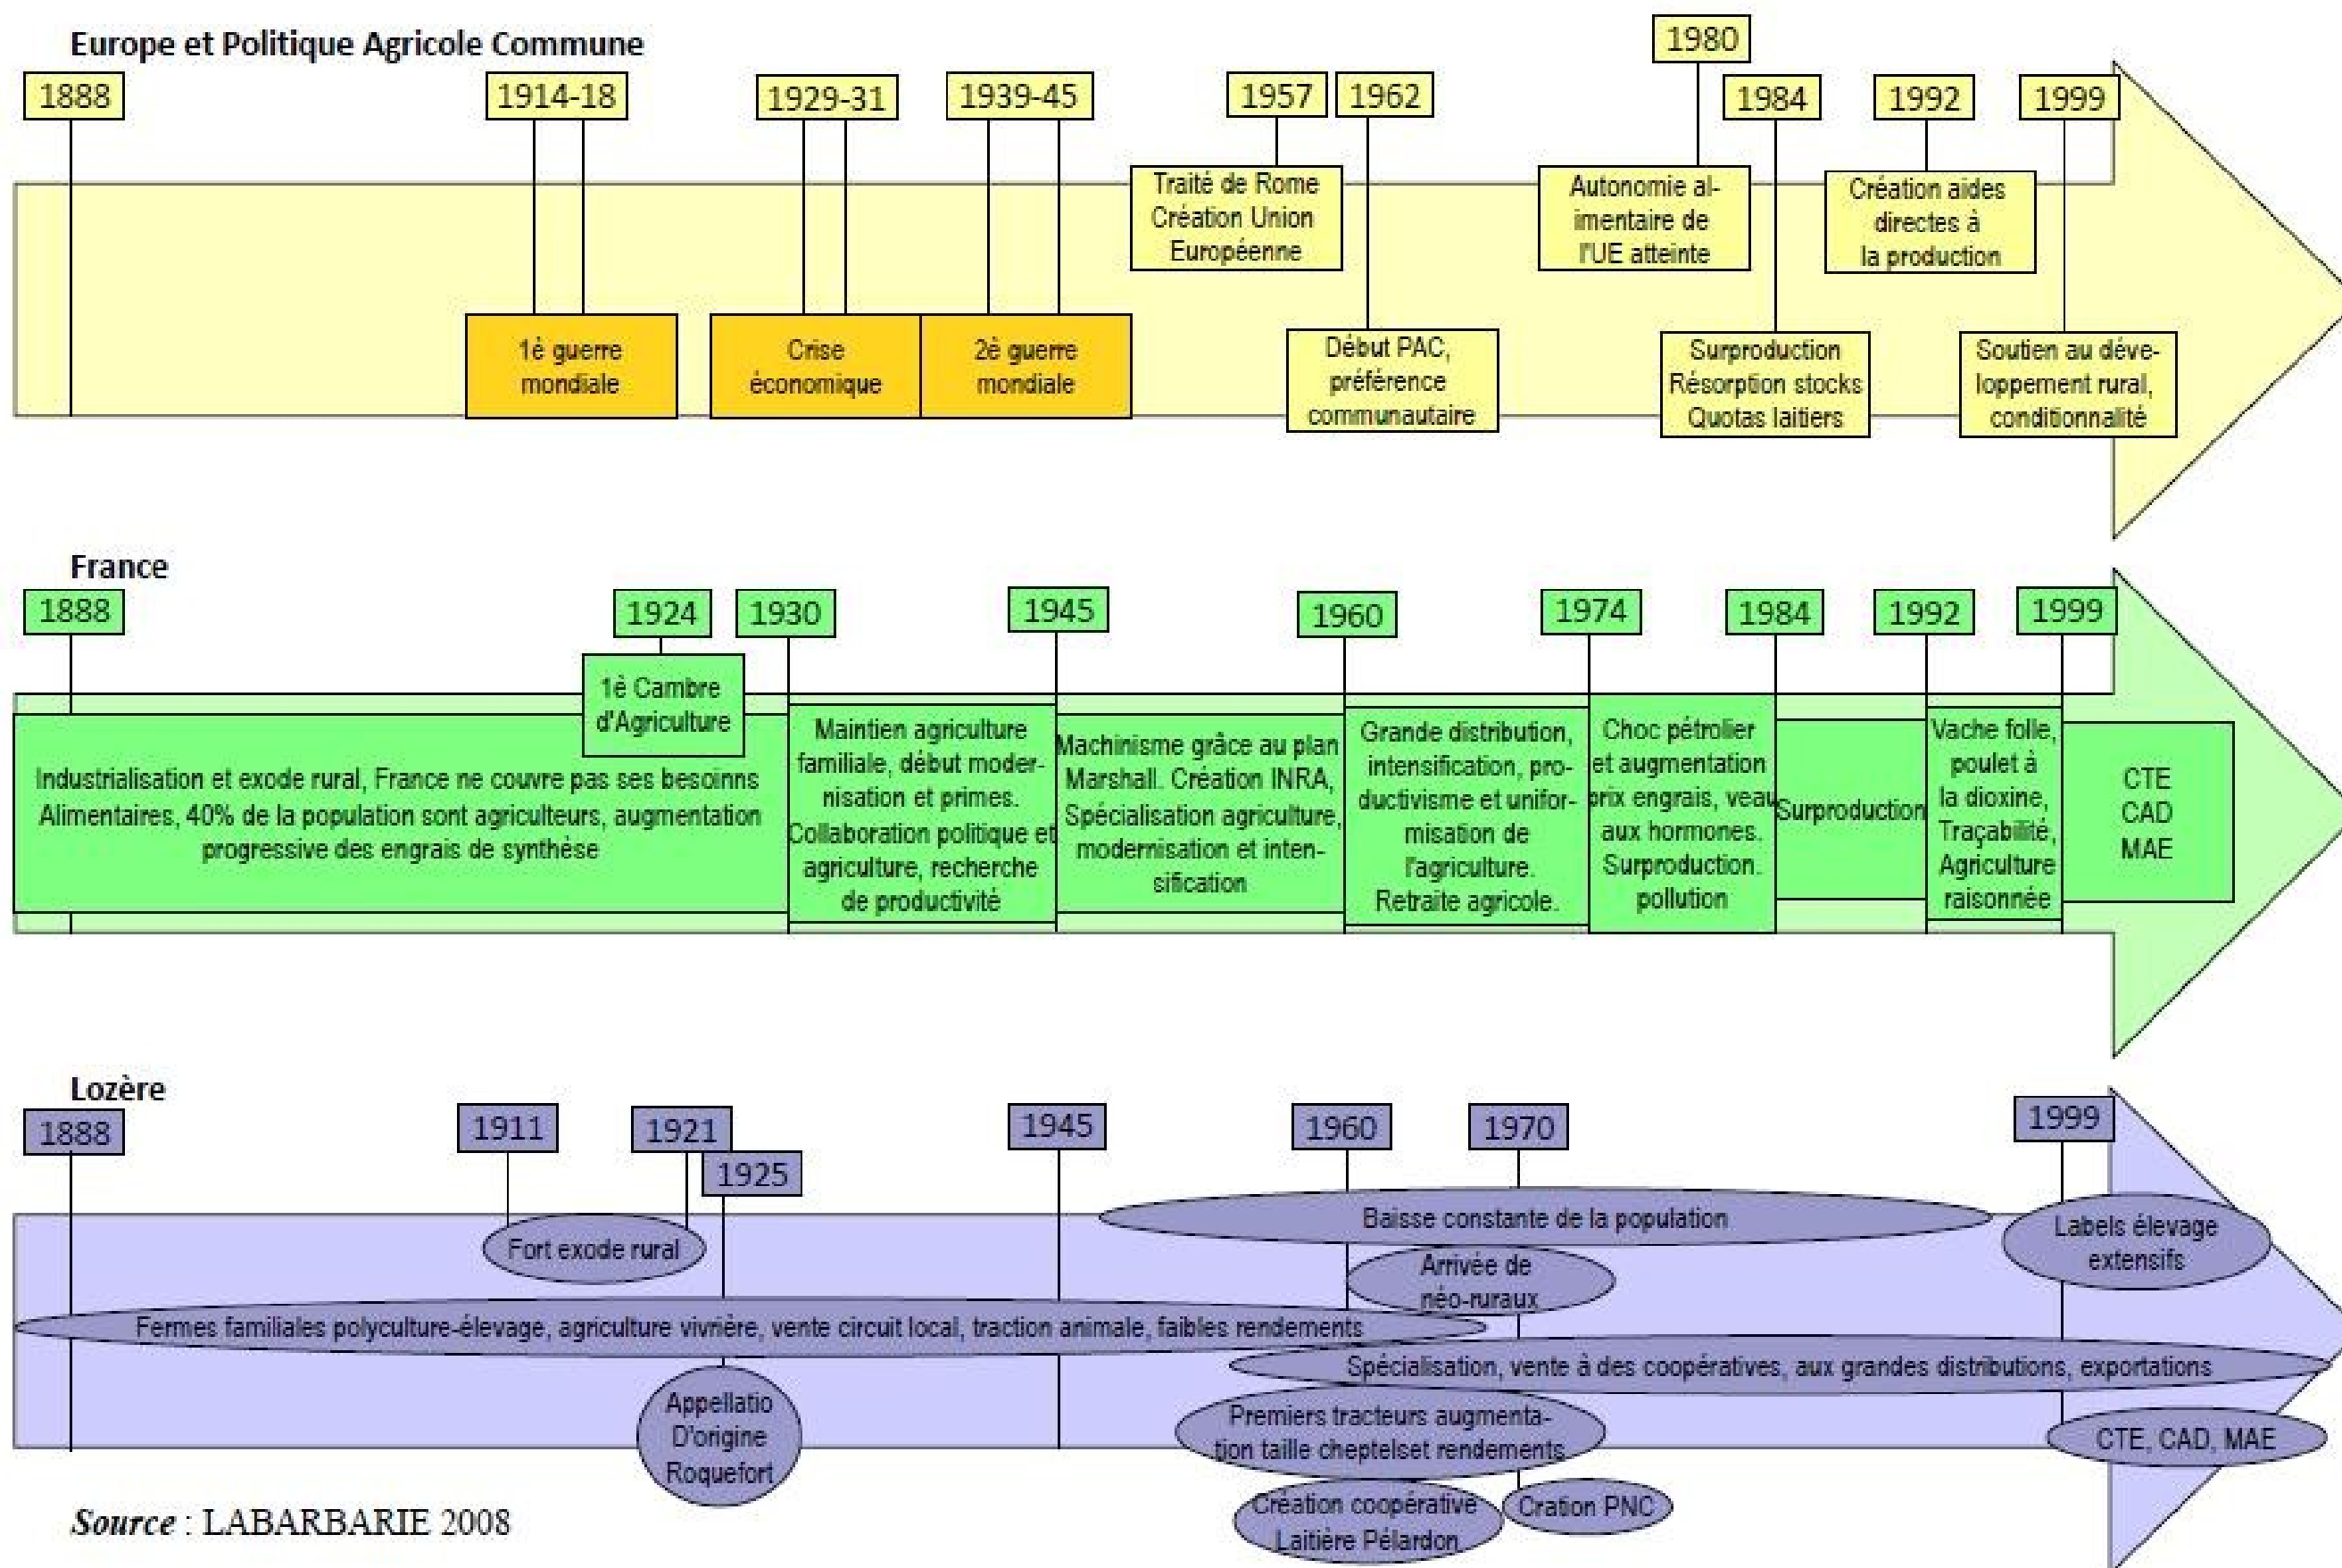 Europe et Politique Agricole Commune
1980
1888
1914-18
1929-31
1939-45
1957
1962
1984
1992
1999
Traité de Rome
Création Union
Européenne
Autonomie al-
imentaire de
l'UE atteinte
Création aides
directes à
la production
1è guerre
mondiale
Crise
économique
2è guerre
mondiale
Début PAC,
préférence
communautaire
Surproduction
Résorption stocks
Quotas laitiers
Soutien au déve-
loppement rural,
conditionnalité
France
1888
1924
1930
1945
1960
1974
1984
1992
1999
1è Cambre
d'Agriculture
Industrialisation et exode rural, France ne couvre pas ses besoinns
Alimentaires, 40% de la population sont agriculteurs, augmentation
progressive des engrais de synthèse
Maintien agriculture
familiale, début moder-
nisation et primes.
Collaboration politique et
agriculture, recherche
de productivité
Machinisme grâce au plan
Marshall. Création INRA,
Spécialisation agriculture,
modernisation et inten-
sification
Grande distribution,
intensification, pro-
ductivisme et unifor-
misation de
l'agriculture.
Retraite agricole.
Choc pétrolier
et augmentation
prix engrais, veau
aux hormones.
Surproduction.
pollution
Surproduction
Vache folle,
poulet à
la dioxine,
Traçabilité,
Agriculture
raisonnée
CTE
CAD
MAE
Lozère
1888
1911
1921
1925
1945
1960
1970
1999
Baisse constante de la population
Fort exode rural
Labels élevage
extensifs
Arrivée de
néo-ruraux
Fermes familiales polyculture-élevage, agriculture vivrière, vente circuit local, traction animale, faibles rendements
Spécialisation, vente à des coopératives, aux grandes distributions, exportations
Appellatio
D'origine
Roquefort
Premiers tracteurs augmenta-
tion taille cheptelset rendements
CTE, CAD, MAE
Création coopérative
Laitière Pélardon
Cration PNC
Source : LABARBARIE 2008